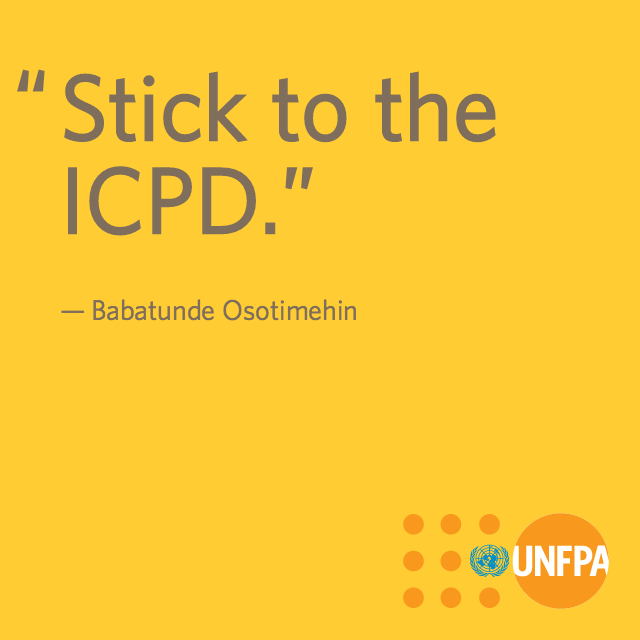 “Stick to the
ICPD.”
— Babatunde Osotimehin
UNFPA